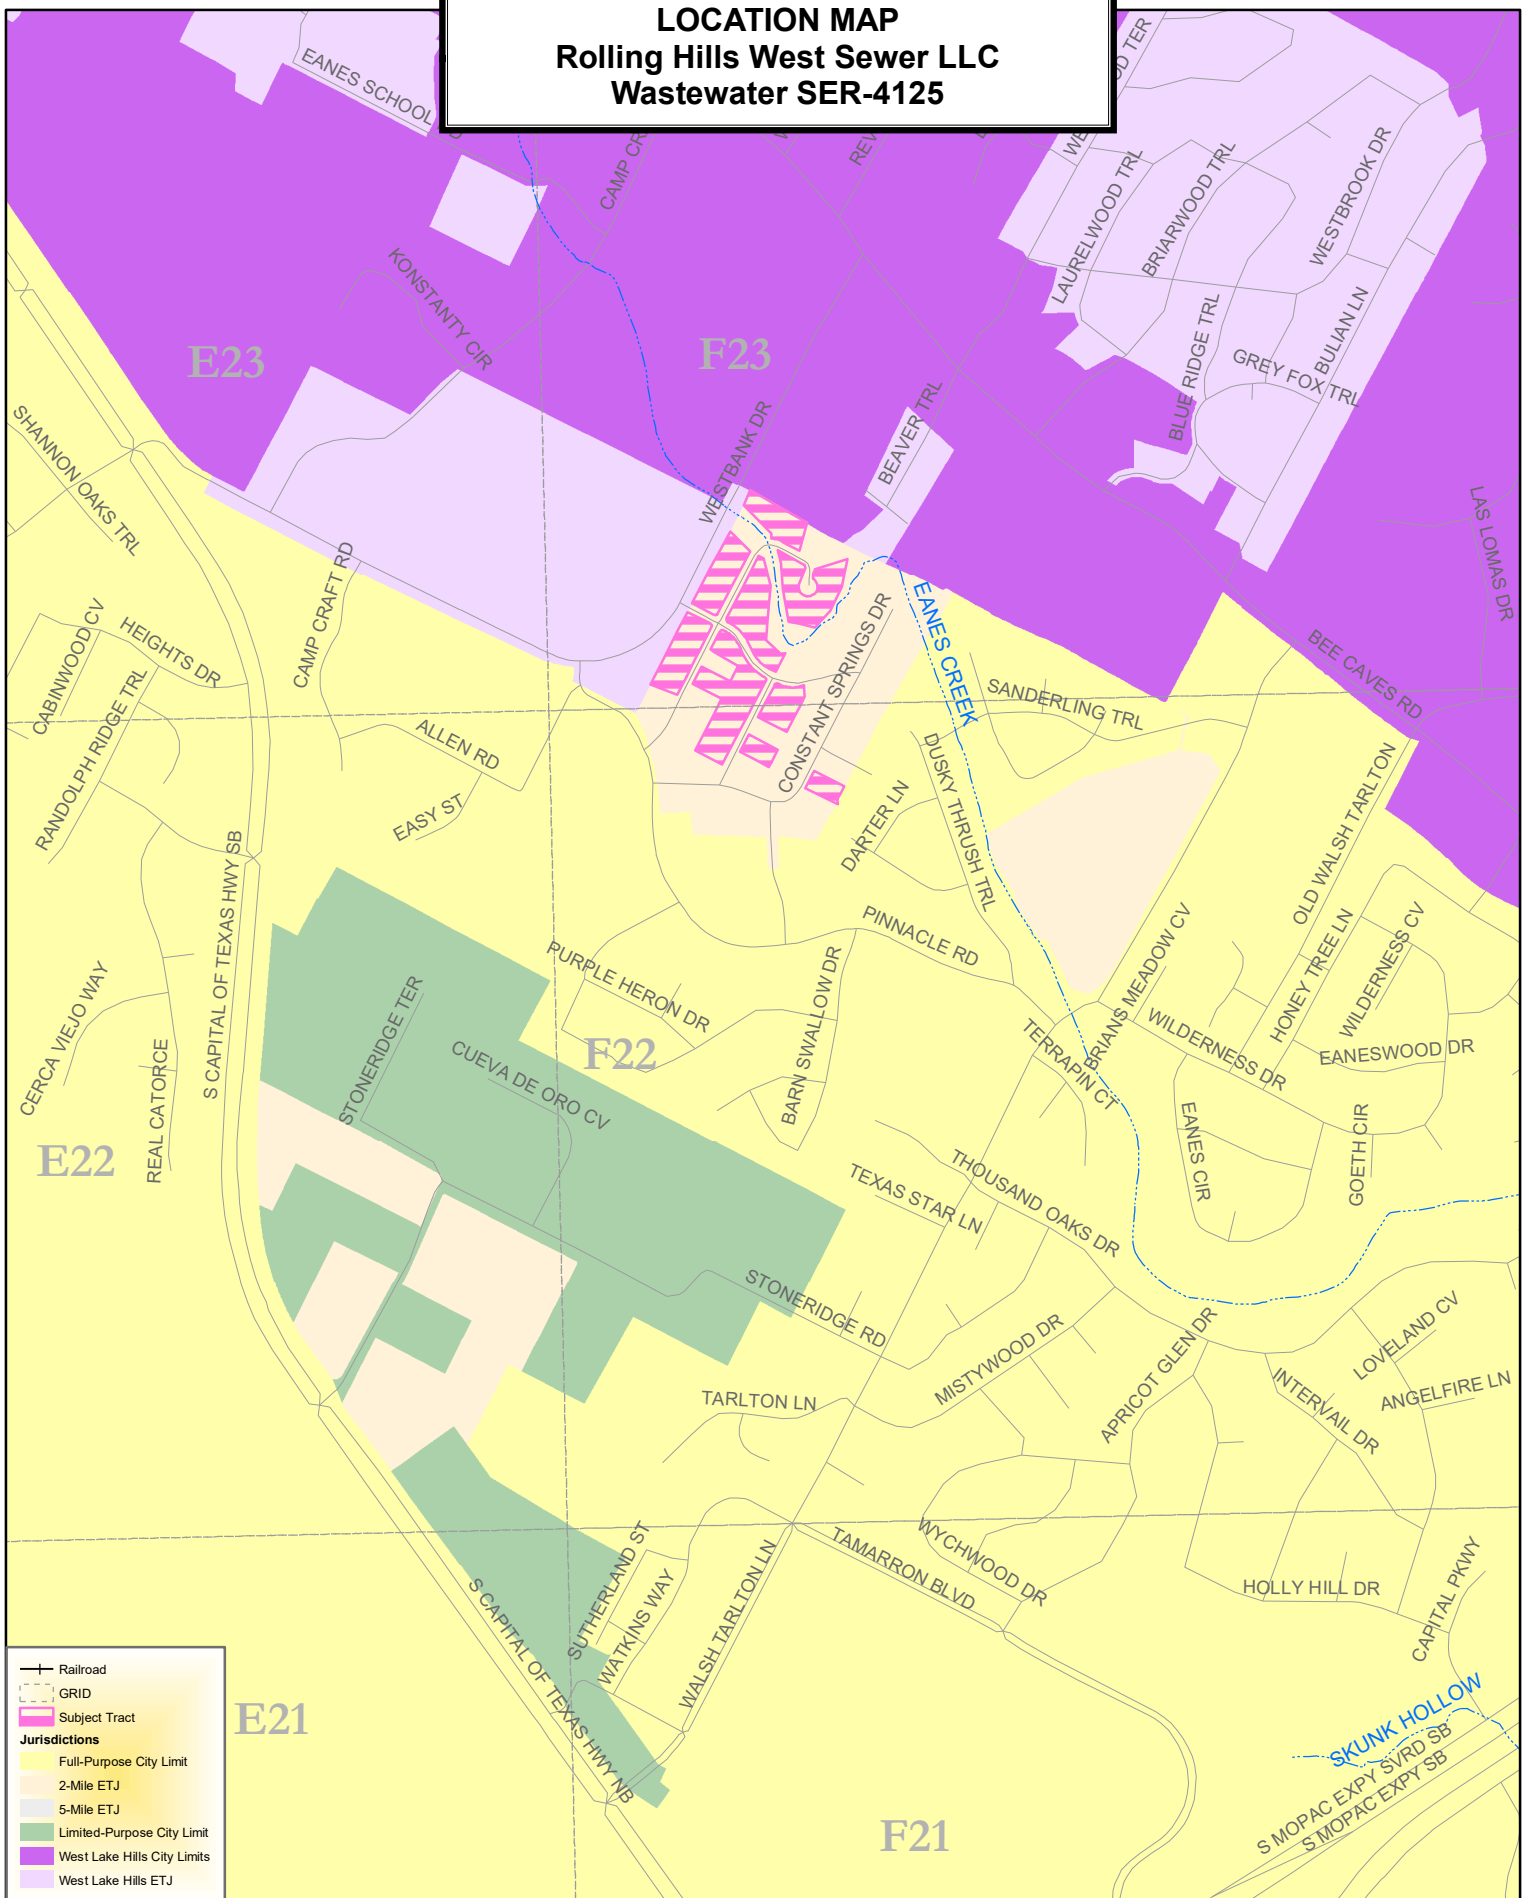 LOCATION MAP
Rolling Hills West Sewer LLC
Wastewater SER-4125
EANES SCHOOL
CAMP CR
REV
WE
OD TER
LAURELWOOD TRL
BRIARWOOD TRL
WESTBROOK DR
KONSTANTY CIR
E23
F23
BLUE RIDGE TRL
BULIAN LN
GREY FOX TRL
SHANNON OAKS TRL
WESTBANK DR
BEAVER TRL
LAS LOMAS DR
CAMP CRAFT RD
CABINWOOD CV
HEIGHTS DR
RANDOLPH RIDGE TRL
CONSTANT SPRINGS DR
EANES CREEK
BEE CAVES RD
SANDERLING TRL
ALLEN RD
EASY ST
DUSKY THRUSH TRL
DARTER LN
OLD WALSH TARLTON
S CAPITAL OF TEXAS HWY SB
PINNACLE RD
PURPLE HERON DR
BARN SWALLOW DR
BRIANS MEADOW CV
HONEY TREE LN
WILDERNESS CV
WILDERNESS DR
EANESWOOD DR
CERCA VIEJO WAY
REAL CATORCE
STONERIDGE TER
CUEVA DE ORO CV
F22
TERRAPIN CT
E22
EANES CIR
GOETH CIR
THOUSAND OAKS DR
TEXAS STAR LN
STONERIDGE RD
MISTYWOOD DR
APRICOT GLEN DR
LOVELAND CV
INTERVAIL DR
ANGELFIRE LN
TARLTON LN
SUTHERLAND ST
WATKINS WAY
WALSH TARLTON LN
TAMARRON BLVD
WYCHWOOD DR
HOLLY HILL DR
CAPITAL PKWY
S CAPITAL OF TEXAS HWY NB
E21
F21
SKUNK HOLLOW
S MOPAC EXPY SVRD SB
S MOPAC EXPY SB
Railroad
GRID
Subject Tract
Jurisdictions
Full-Purpose City Limit
2-Mile ETJ
5-Mile ETJ
Limited-Purpose City Limit
West Lake Hills City Limits
West Lake Hills ETJ